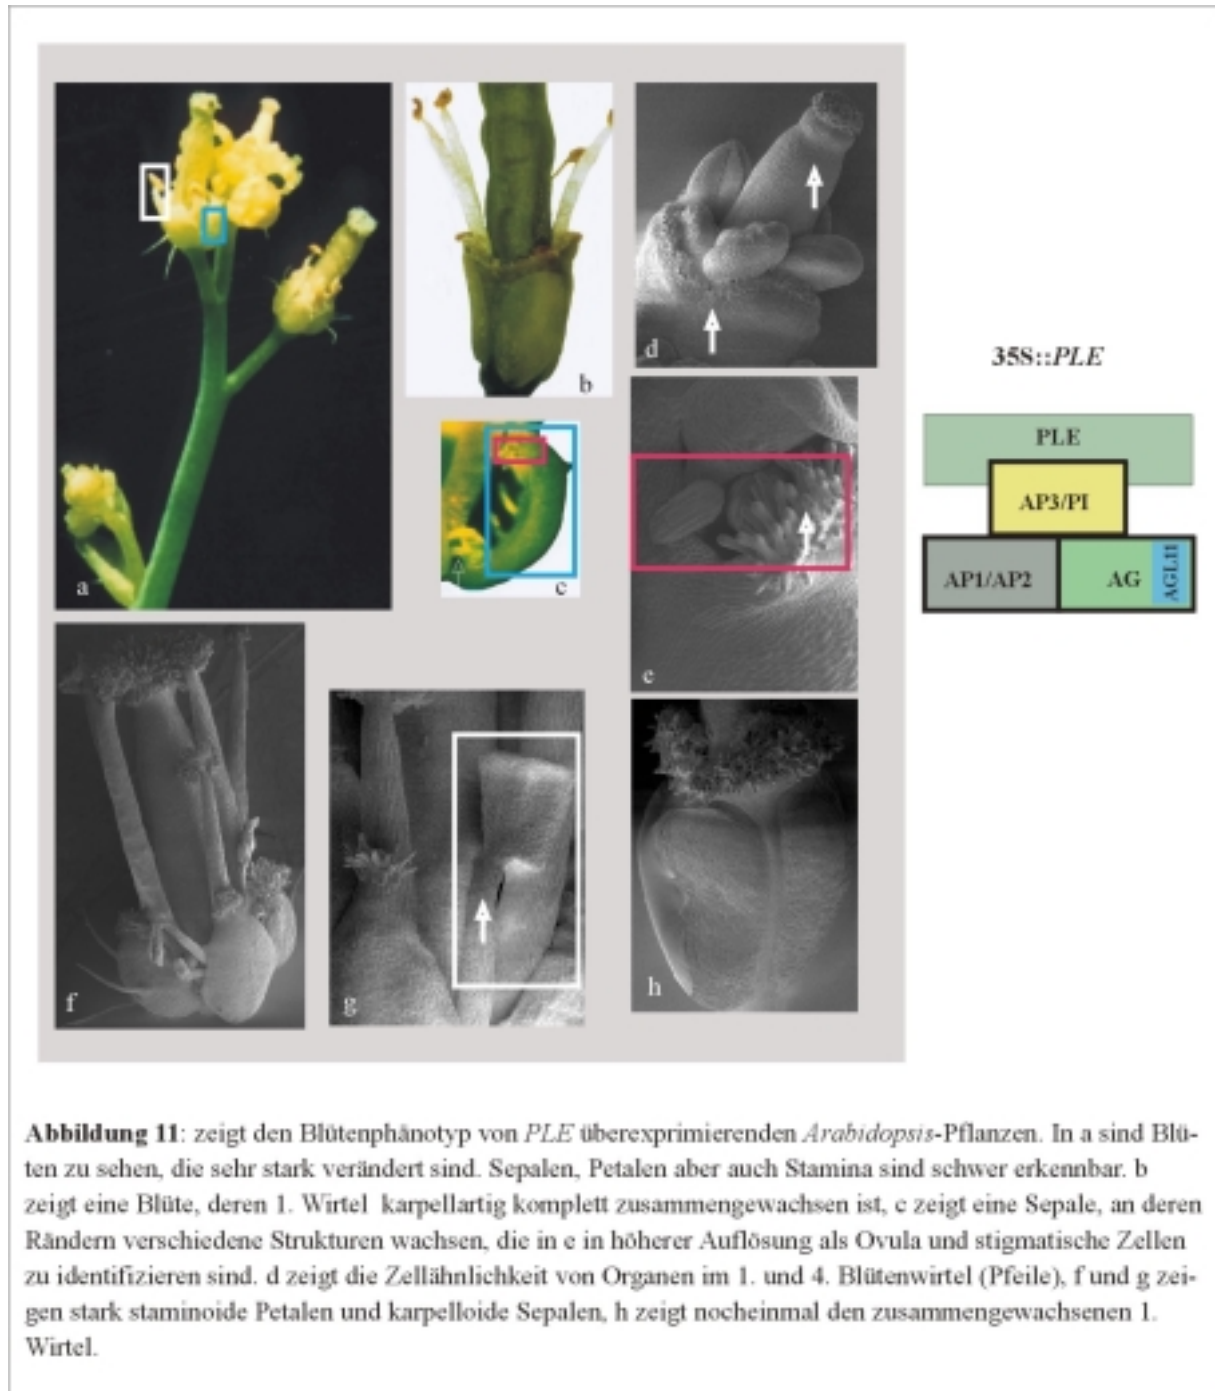 a
b
d
c
e
f
g
h
35S::PLE
PLE
AP3/PI
AP1/AP2
AG
AGL11
Abbildung 11: zeigt den Blütenphänotyp von PLE überexprimierenden Arabidopsis-Pflanzen. In a sind Blü-
ten zu sehen, die sehr stark verändert sind. Sepalen, Petalen aber auch Stamina sind schwer erkennbar. b
zeigt eine Blüte, deren 1. Wirtel karpellartig komplett zusammengewachsen ist, c zeigt eine Sepale, an deren
Rändern verschiedene Strukturen wachsen, die in e in höherer Auflösung als Ovula und stigmatische Zellen
zu identifizieren sind. d zeigt die Zellähnlichkeit von Organen im 1. und 4. Blütenwirtel (Pfeile), f und g zei-
gen stark staminoide Petalen und karpelloide Sepalen, h zeigt nocheinmal den zusammengewachsenen 1.
Wirtel.